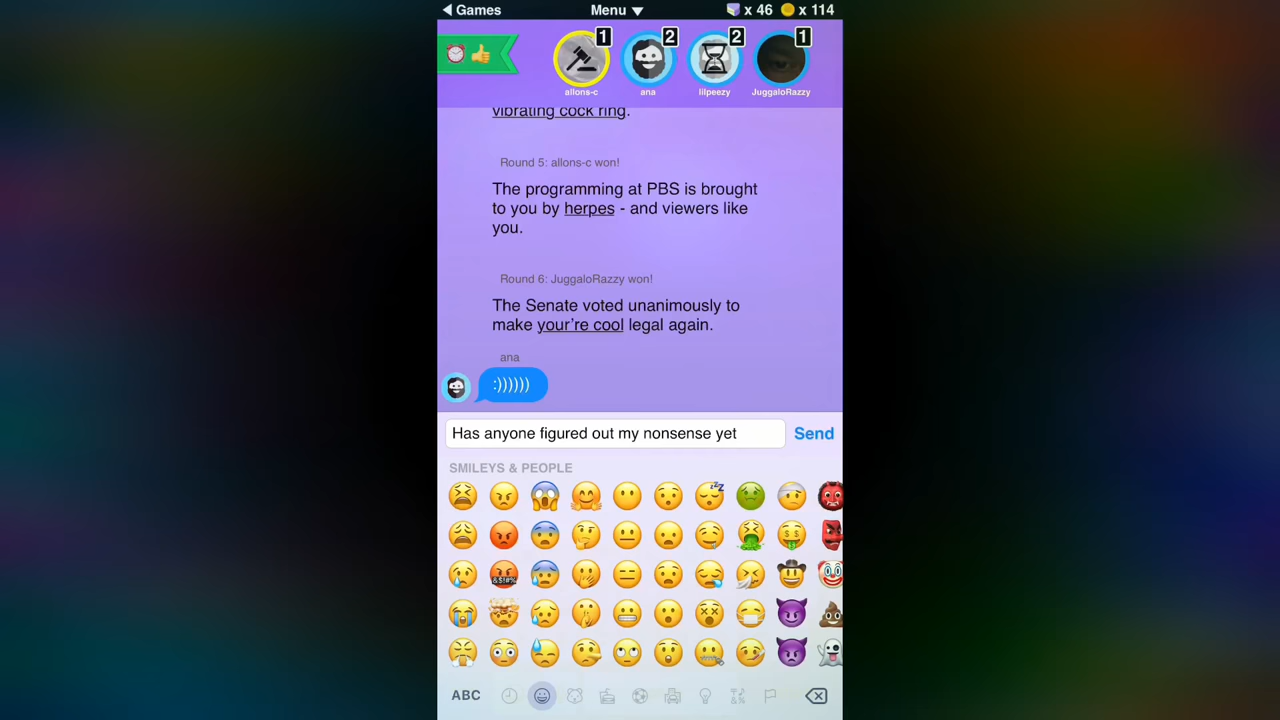 Games
Menu
x 46
x 114
1
2
2
1
allons-c
ana
lilpeezy
JuggaloRazzy
vibrating cock ring.
Round 5: allons-c won!
The programming at PBS is brought
to you by herpes - and viewers like
you.
Round 6: JuggaloRazzy won!
The Senate voted unanimously to
make your’re cool legal again.
ana
:))))))
Has anyone figured out my nonsense yet
Send
SMILEYS & PEOPLE
ABC